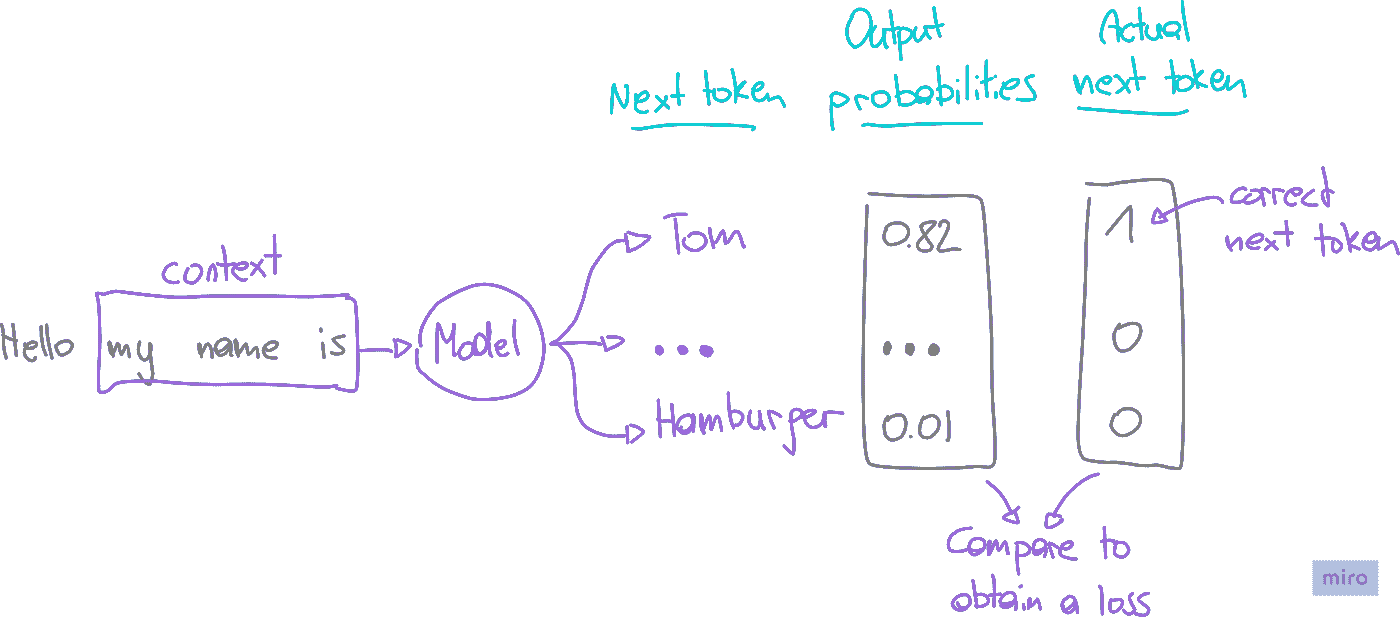 Output
Actual
Next token
probabilities
next token
context
Hello my name is
Model
Tom
...
Hamburger
0.82
...
0.01
1
0
0
correct
next token
Compare to
obtain a loss
miro